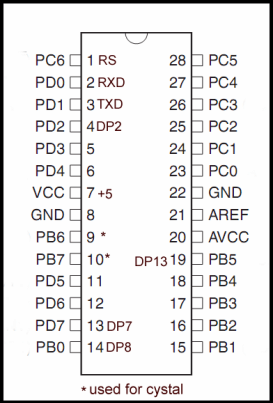 PC6 1 RS 28 PC5
PD0 2 RXD 27 PC4
PD1 3 TXD 26 PC3
PD2 4 DP2 25 PC2
PD3 5 24 PC1
PD4 6 23 PC0
VCC 7 +5 22 GND
GND 8 21 AREF
PB6 9 * 20 AVCC
PB7 10* DP13 19 PB5
PD5 11 18 PB4
PD6 12 17 PB3
PD7 13 DP7 16 PB2
PB0 14 DP8 15 PB1
* used for cystal